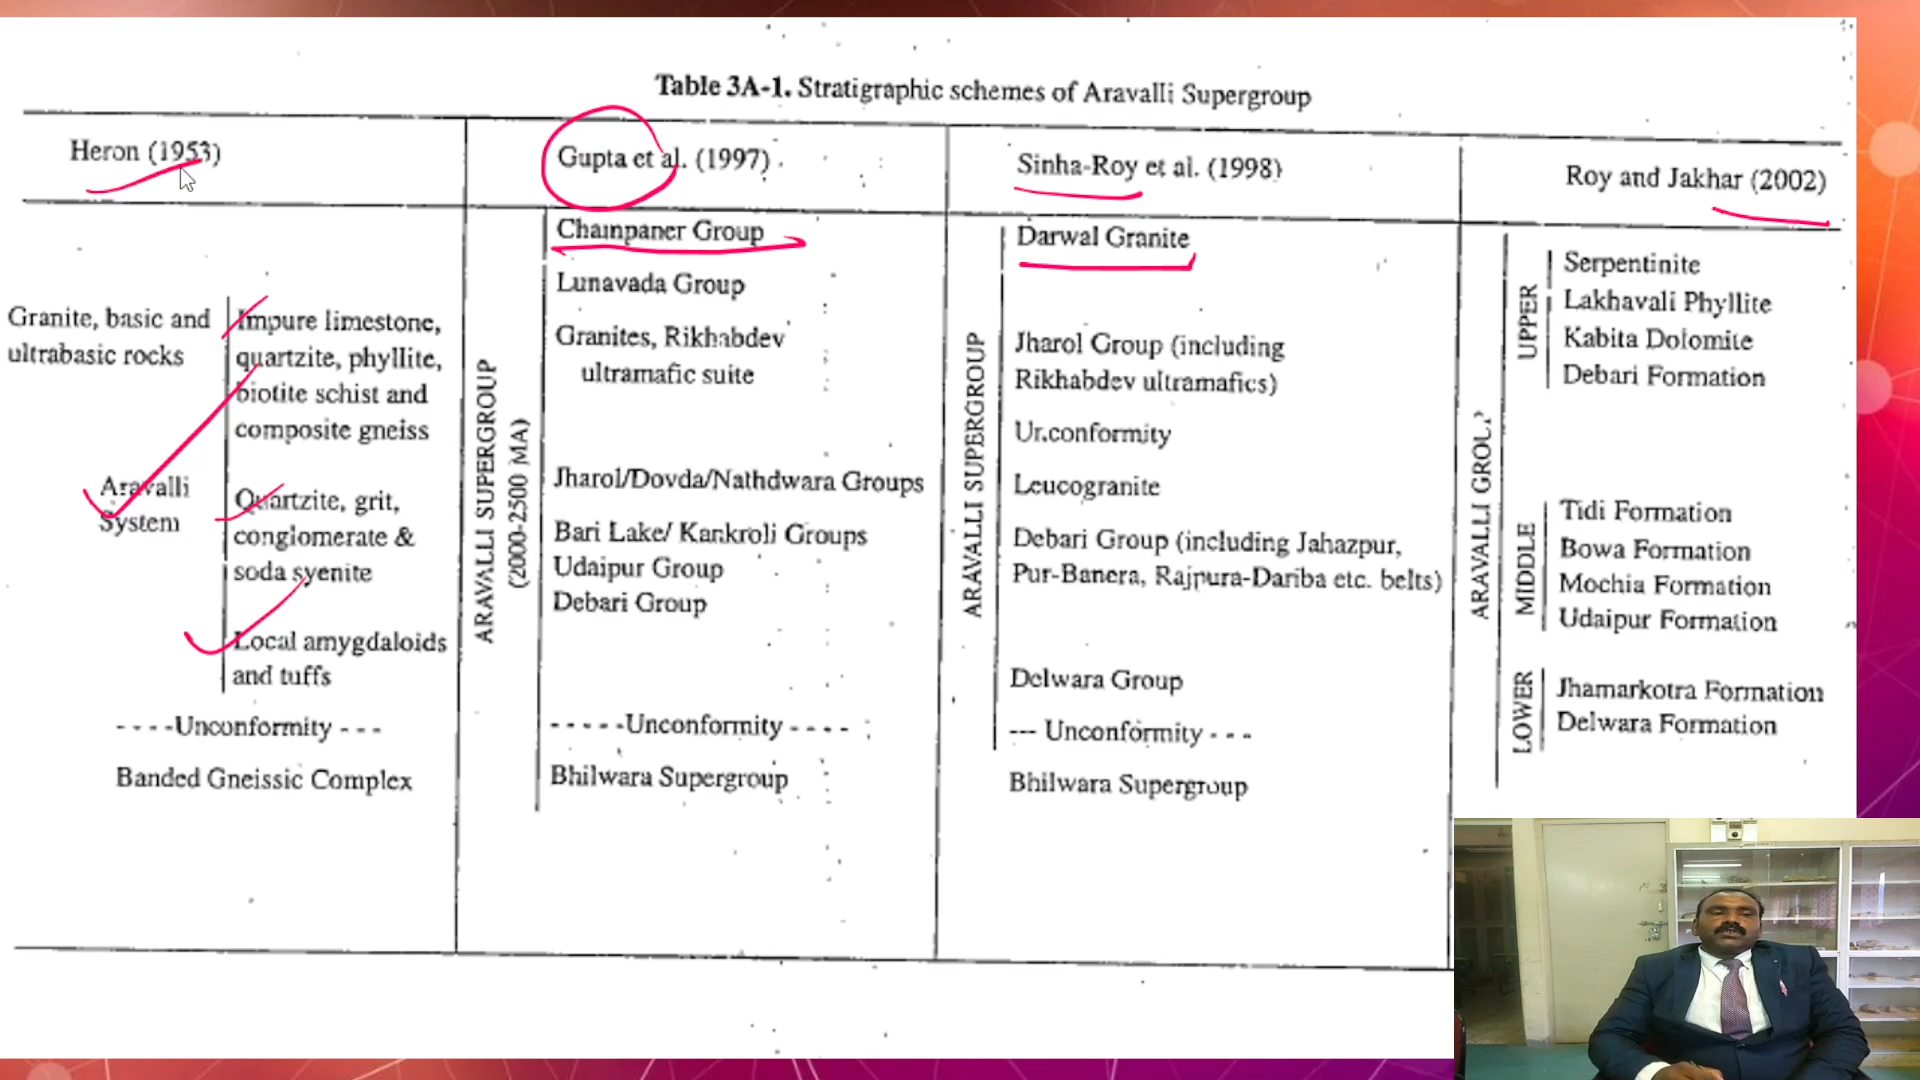 Table 3A-1. Stratigraphic schemes of Aravalli Supergroup
Heron (1953)
Granite, basic and
ultrabasic rocks
Impure limestone,
quartzite, phyllite,
biotite schist and
composite gneiss
Aravalli
System
Quartzite, grit,
conglomerate &
soda syenite
Local amygdaloids
and tuffs
----Unconformity ---
Banded Gneissic Complex
Gupta et al. (1997)
ARAVALLI SUPERGROUP
(2000-2500 MA)
Champaner Group
Lunavada Group
Granites, Rikhabdev
ultramafic suite
Jharol/Dovda/Nathdwara Groups
Bari Lake/ Kankroli Groups
Udaipur Group
Debari Group
-----Unconformity ----
Bhilwara Supergroup
Sinha-Roy et al. (1998)
ARAVALLI SUPERGROUP
Darwal Granite
Jharol Group (including
Rikhabdev ultramafics)
Unconformity
Leucogranite
Debari Group (including Jahazpur,
Pur-Banera, Rajpura-Dariba etc. belts)
Delwara Group
--- Unconformity ---
Bhilwara Supergroup
Roy and Jakhar (2002)
ARAVALLI GROUP
UPPER
Serpentinite
Lakhavali Phyllite
Kabita Dolomite
Debari Formation
MIDDLE
Tidi Formation
Bowa Formation
Mochia Formation
Udaipur Formation
LOWER
Jhamarkotra Formation
Delwara Formation